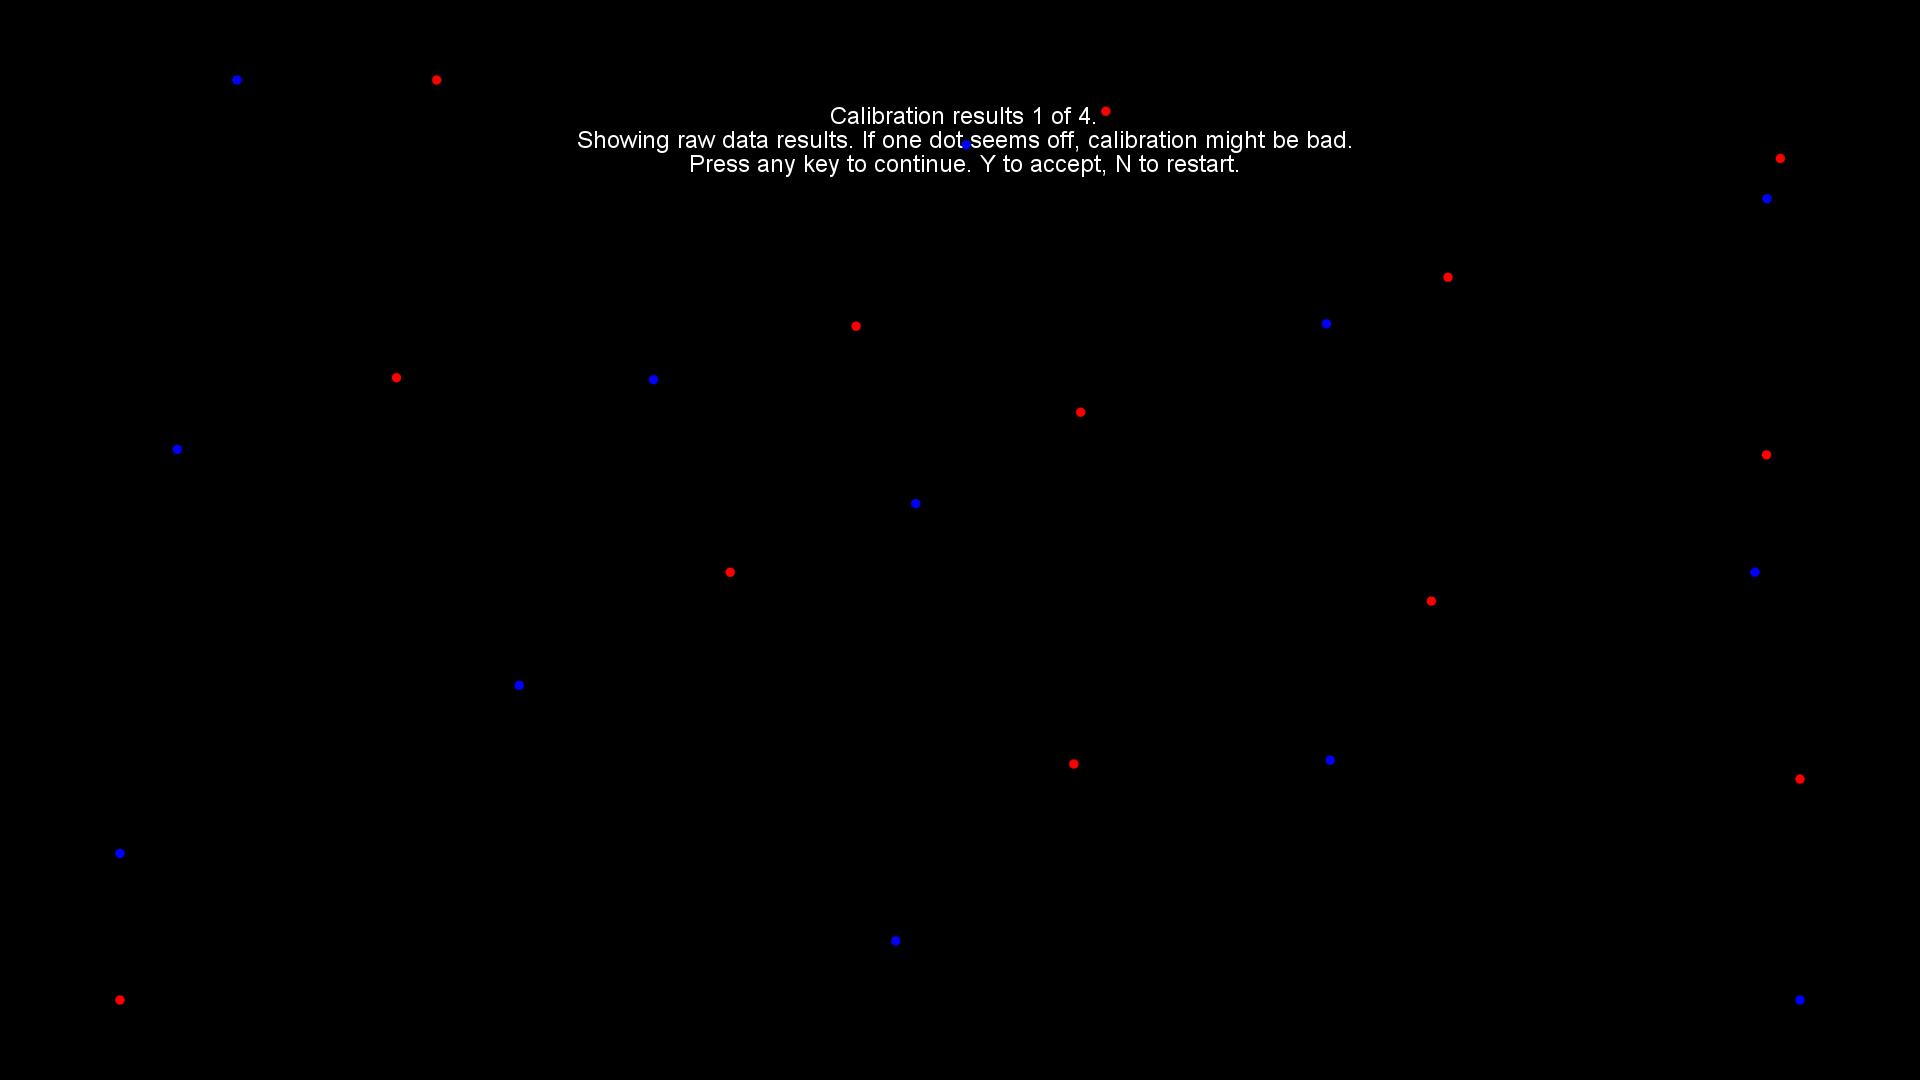 Calibration results 1 of 4.
Showing raw data results. If one dot seems off, calibration might be bad.
Press any key to continue. Y to accept, N to restart.